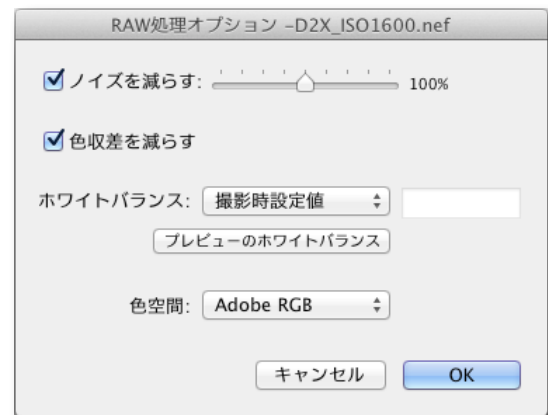 RAW処理オプション -D2X_ISO1600.nef
ノイズを減らす: 100%
色収差を減らす
ホワイトバランス: 撮影時設定値
プレビューのホワイトバランス
色空間: Adobe RGB
キャンセル OK